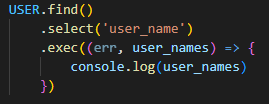 USER.find()
.select('user_name')
.exec((err, user_names) => {
console.log(user_names)
})